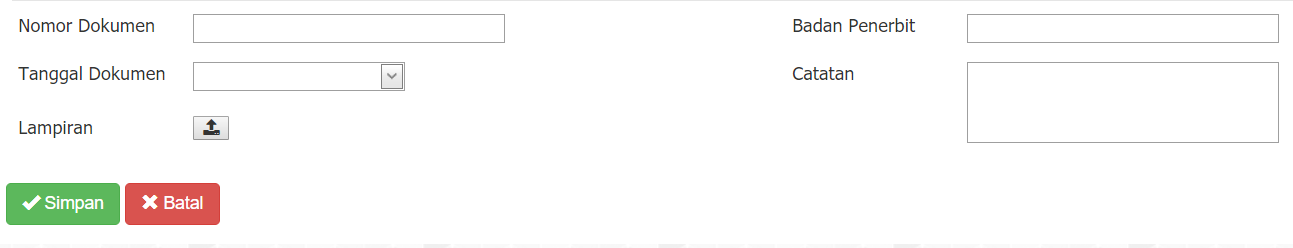 Nomor Dokumen
Badan Penerbit
Tanggal Dokumen
Catatan
Lampiran
Simpan
Batal